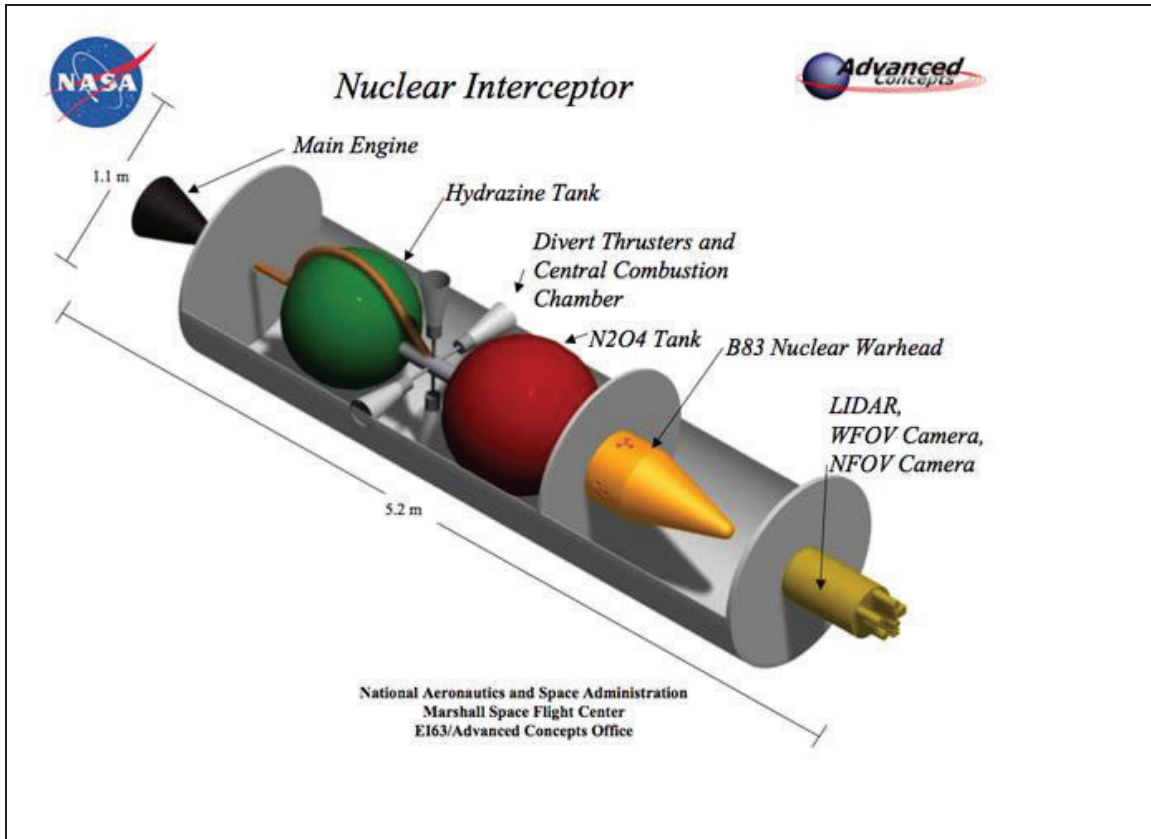 NASA
Nuclear Interceptor
Advanced
Concepts
Main Engine
1.1 m
Hydrazine Tank
Divert Thrusters and
Central Combustion
Chamber
N2O4 Tank
B83 Nuclear Warhead
LIDAR,
WFOV Camera,
NFOV Camera
5.2 m
National Aeronautics and Space Administration
Marshall Space Flight Center
EI63/Advanced Concepts Office